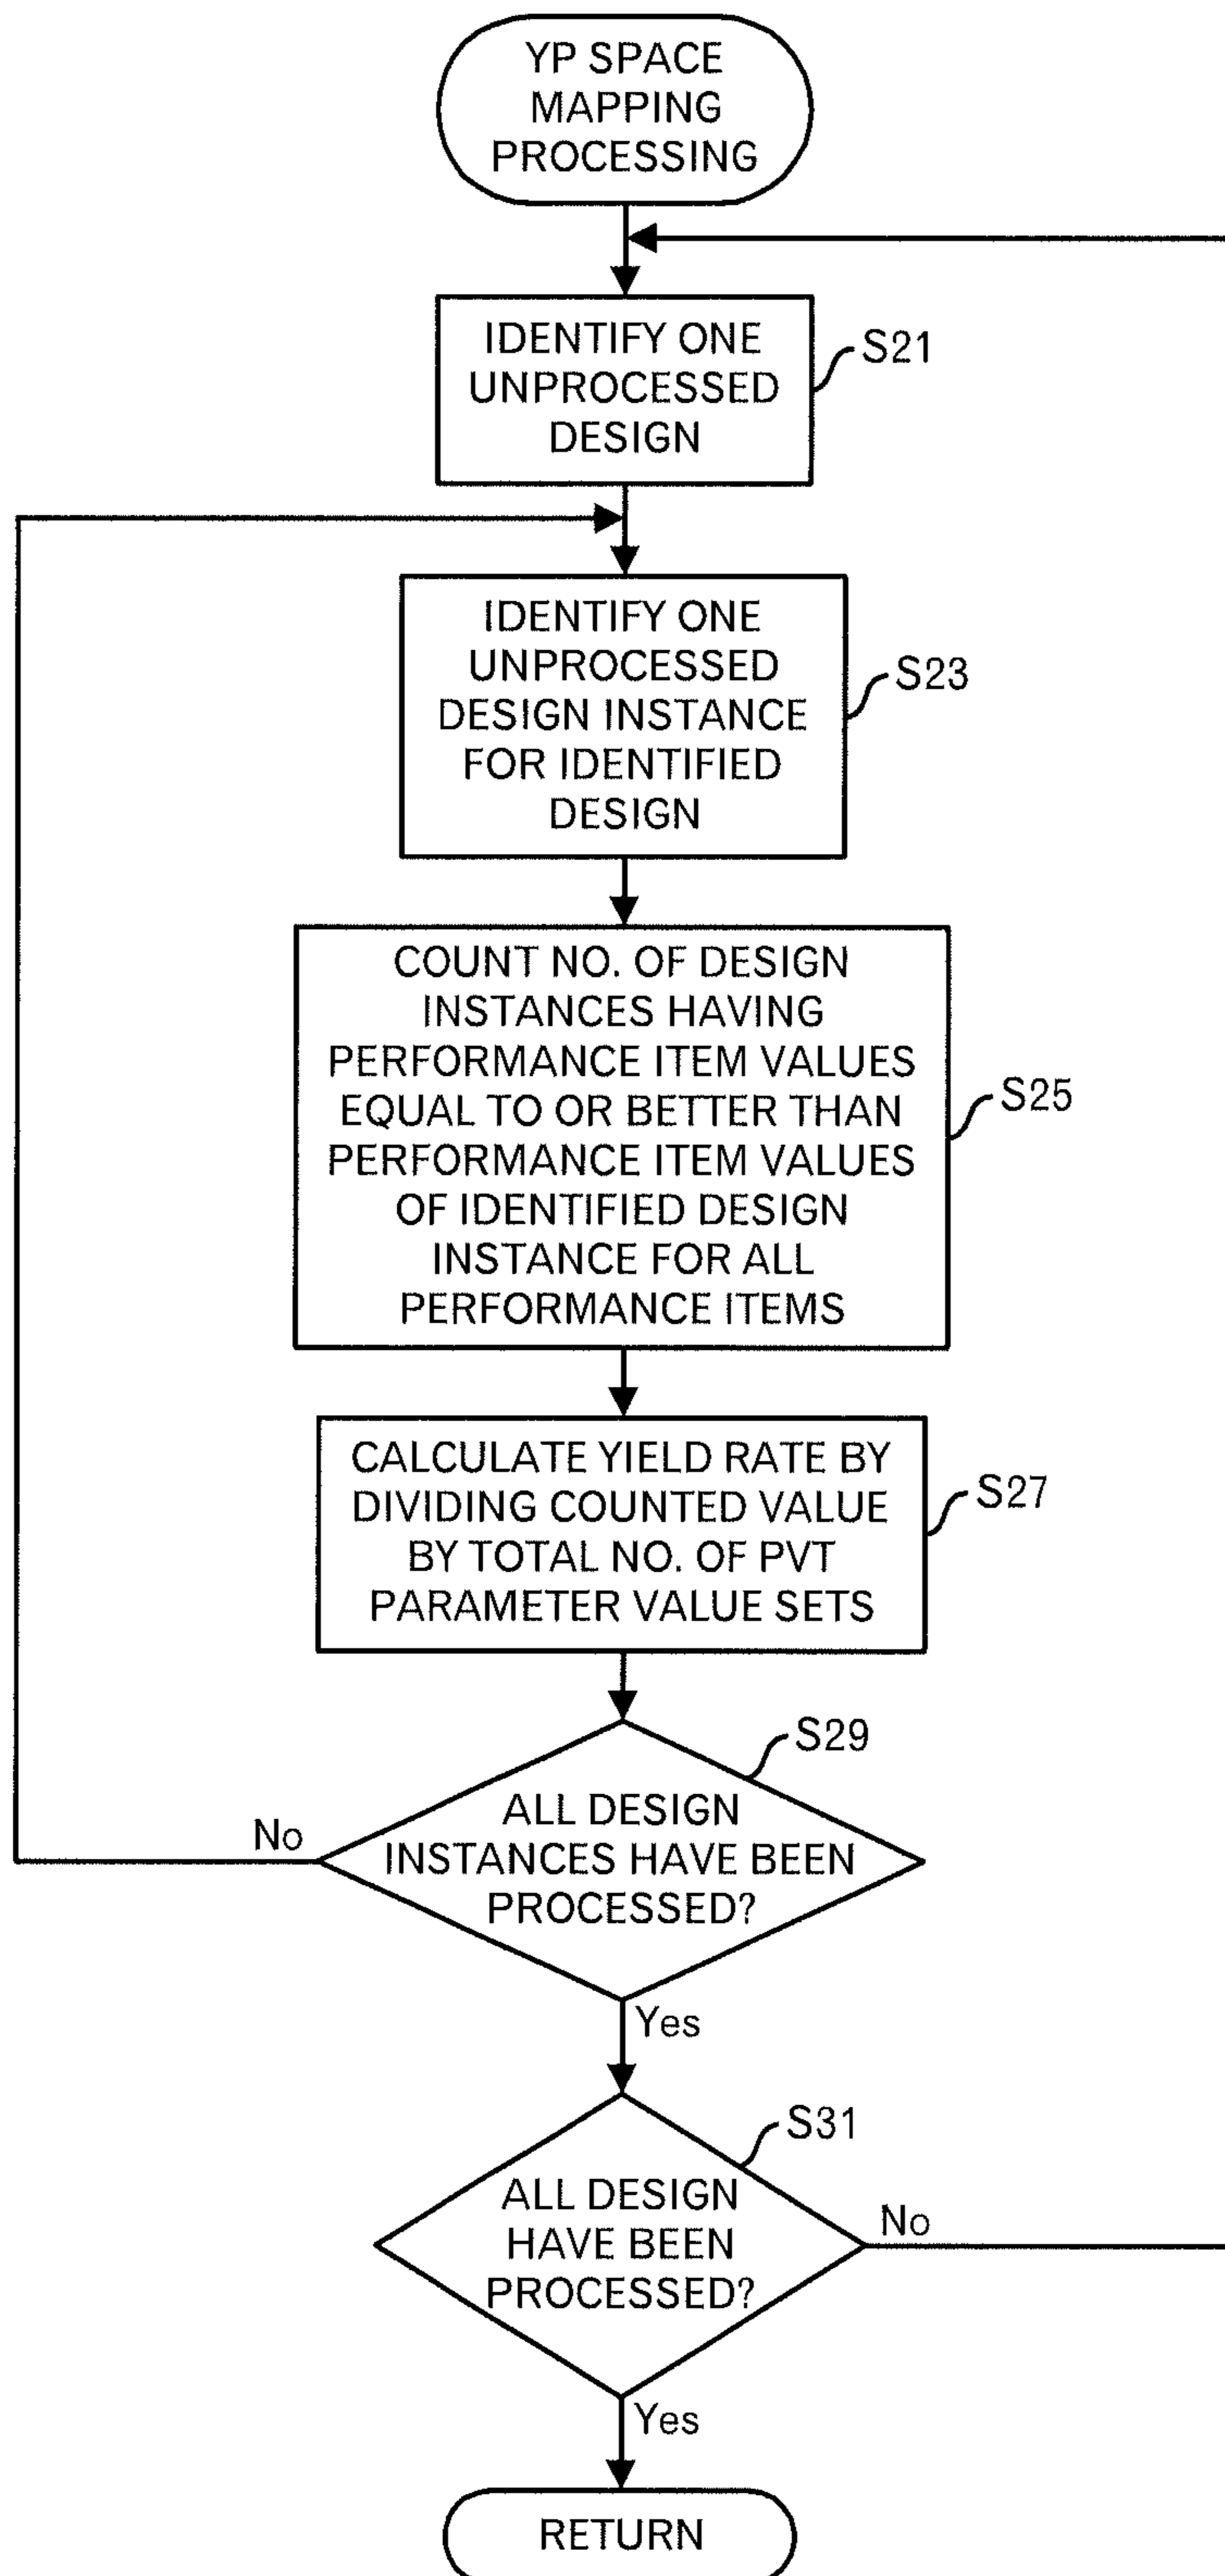 YP SPACE
MAPPING
PROCESSING
IDENTIFY ONE
UNPROCESSED
DESIGN
S21
IDENTIFY ONE
UNPROCESSED
DESIGN INSTANCE
FOR IDENTIFIED
DESIGN
S23
COUNT NO. OF DESIGN
INSTANCES HAVING
PERFORMANCE ITEM VALUES
EQUAL TO OR BETTER THAN
PERFORMANCE ITEM VALUES
OF IDENTIFIED DESIGN
INSTANCE FOR ALL
PERFORMANCE ITEMS
S25
CALCULATE YIELD RATE BY
DIVIDING COUNTED VALUE
BY TOTAL NO. OF PVT
PARAMETER VALUE SETS
S27
S29
ALL DESIGN
INSTANCES HAVE BEEN
PROCESSED?
No
Yes
S31
ALL DESIGN
HAVE BEEN
PROCESSED?
No
Yes
RETURN